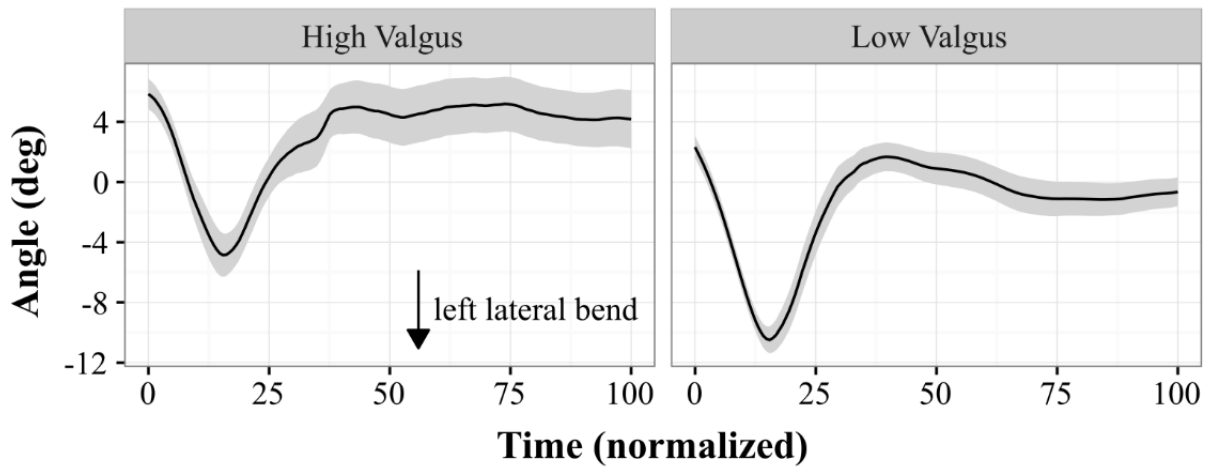 High Valgus
Low Valgus
Angle (deg)
4
0
-4
-8
-12
left lateral bend
0 25 50 75 100
0 25 50 75 100
Time (normalized)